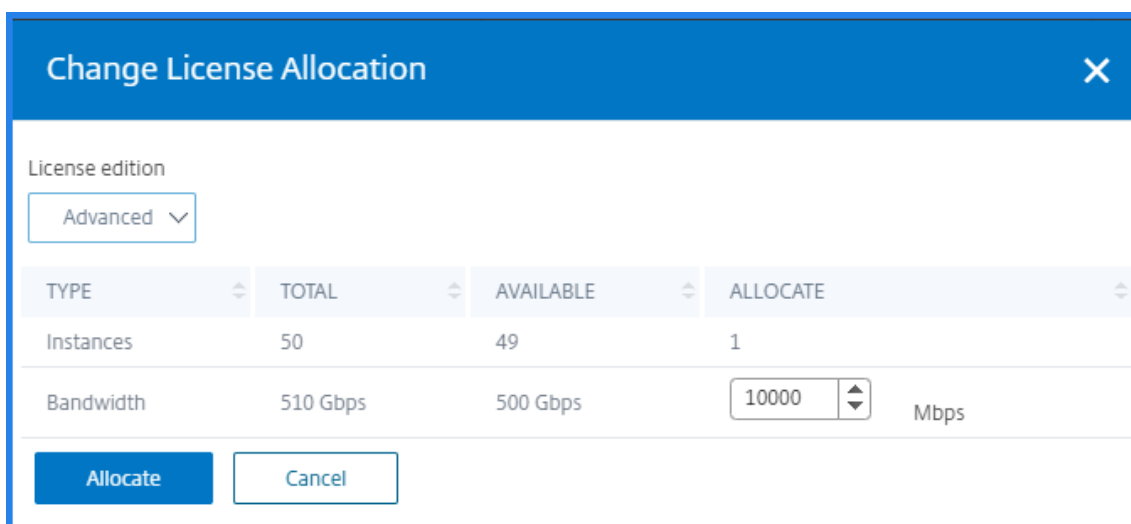 Change License Allocation
License edition
Advanced
TYPE TOTAL AVAILABLE ALLOCATE
Instances 50 49 1
Bandwidth 510 Gbps 500 Gbps 10000 Mbps
Allocate Cancel